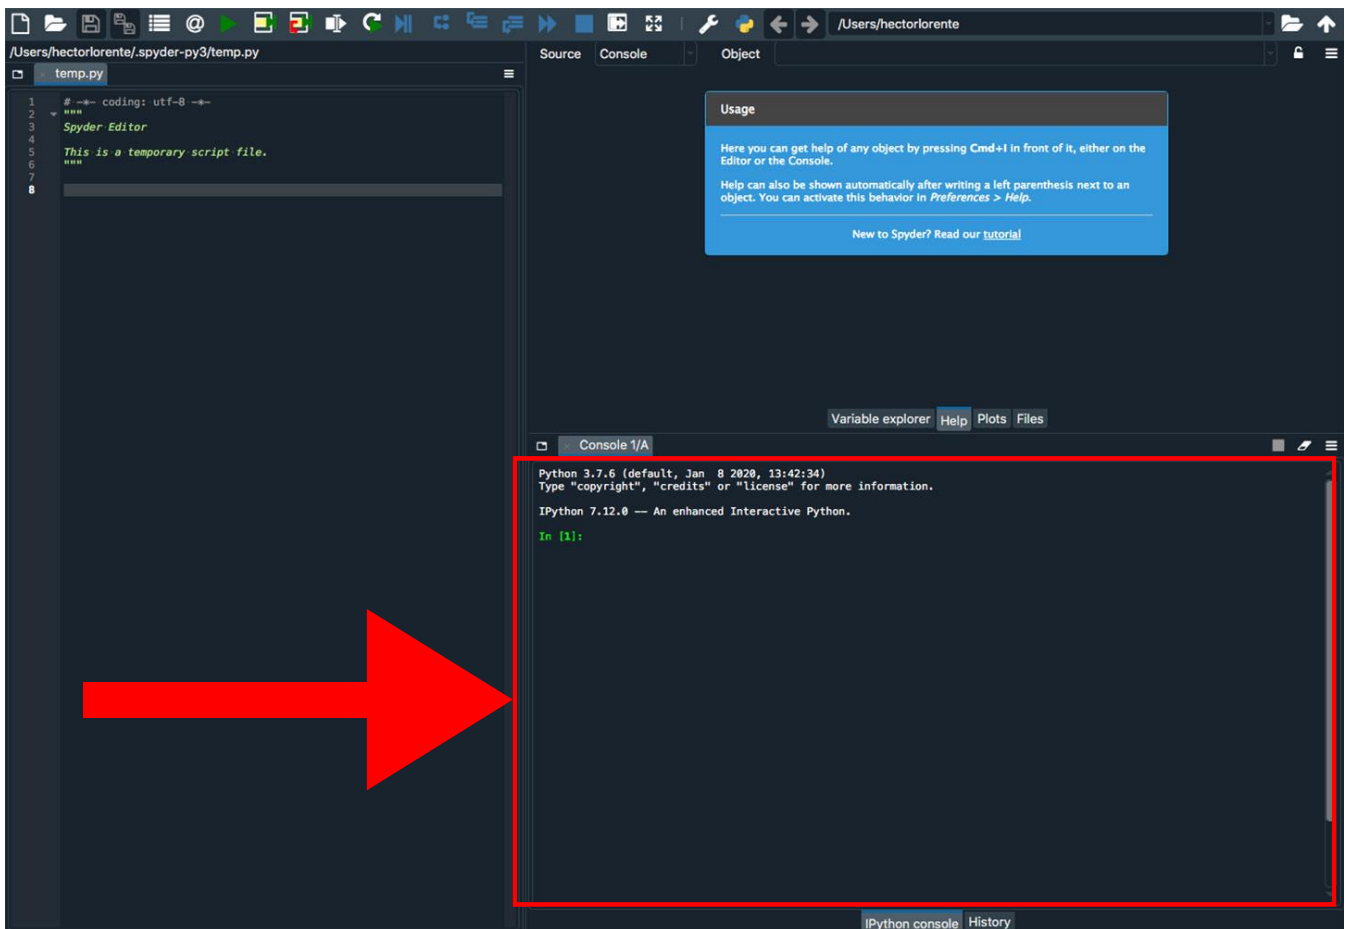 /Users/hectorlorente
/Users/hectorlorente/.spyder-py3/temp.py
temp.py
1 # -*- coding: utf-8 -*-
2 """
3 Spyder Editor
4
5 This is a temporary script file.
6 """
7
8
Source Console Object
Usage
Here you can get help of any object by pressing Cmd+I in front of it, either on the
Editor or the Console.
Help can also be shown automatically after writing a left parenthesis next to an
object. You can activate this behavior in Preferences > Help.
New to Spyder? Read our tutorial
Variable explorer Help Plots Files
Console 1/A
Python 3.7.6 (default, Jan  8 2020, 13:42:34)
Type "copyright", "credits" or "license" for more information.
IPython 7.12.0 -- An enhanced Interactive Python.
In [1]:
IPython console History